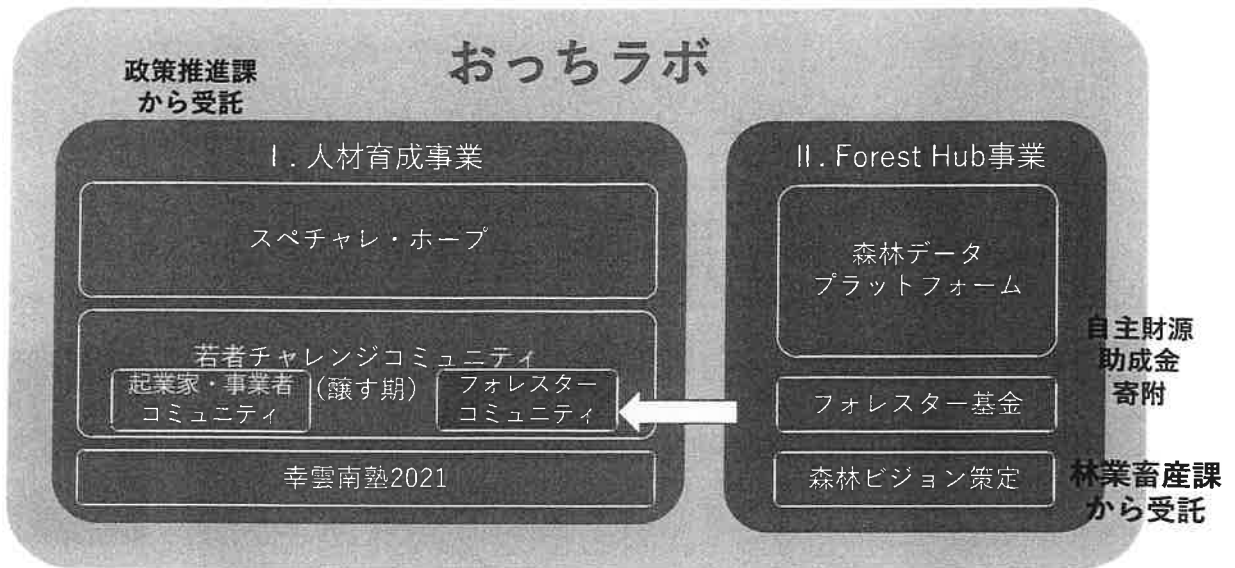 おっちラボ
政策推進課
から受託
Ⅰ. 人材育成事業
スペチャレ・ホープ
若者チャレンジコミュニティ
(醸す期)
起業家・事業者
コミュニティ
フォレスター
コミュニティ
幸雲南塾2021
Ⅱ. Forest Hub事業
森林データ
プラットフォーム
フォレスター基金
森林ビジョン策定
自主財源
助成金
寄附
林業畜産課
から受託